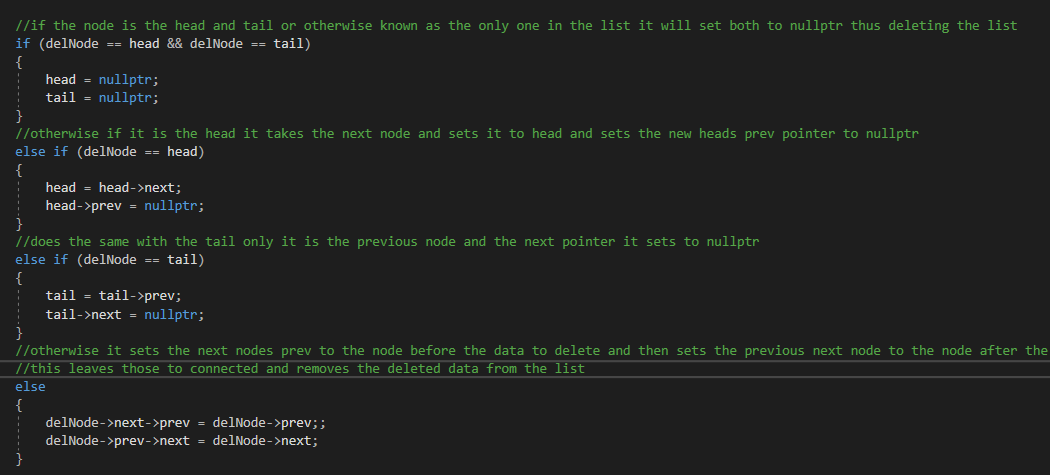 //if the node is the head and tail or otherwise known as the only one in the list it will set both to nullptr thus deleting the list
if (delNode == head && delNode == tail)
{
    head = nullptr;
    tail = nullptr;
}
//otherwise if it is the head it takes the next node and sets it to head and sets the new heads prev pointer to nullptr
else if (delNode == head)
{
    head = head->next;
    head->prev = nullptr;
}
//does the same with the tail only it is the previous node and the next pointer it sets to nullptr
else if (delNode == tail)
{
    tail = tail->prev;
    tail->next = nullptr;
}
//otherwise it sets the next nodes prev to the node before the data to delete and then sets the previous next node to the node after the
//this leaves those to connected and removes the deleted data from the list
else
{
    delNode->next->prev = delNode->prev;;
    delNode->prev->next = delNode->next;
}